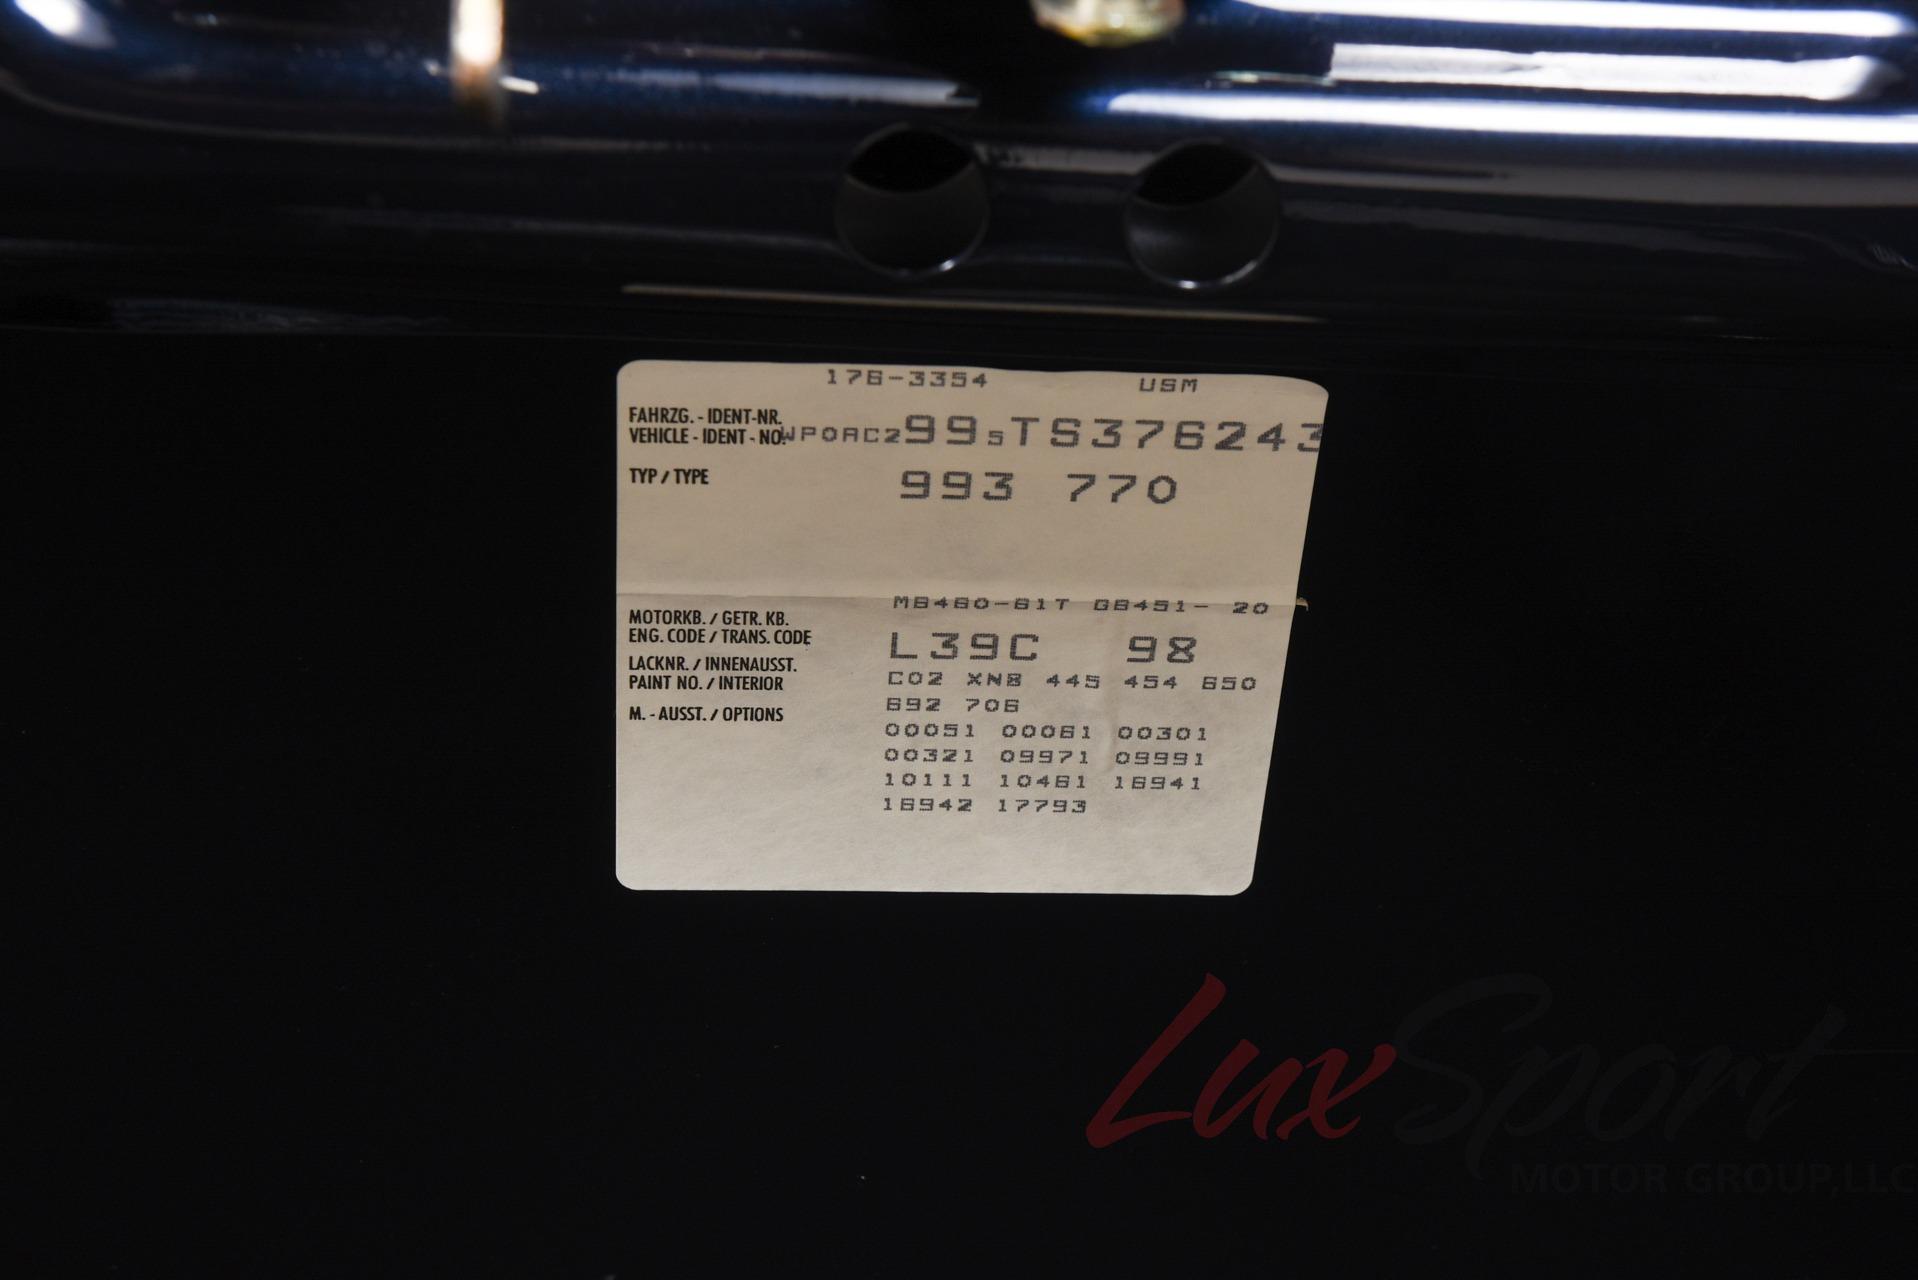 176-3354 USM
FAHRZG. - IDENT-NR.
VEHICLE - IDENT - NO. WP0AC2995TS376243
TYP / TYPE 993 770
M6460-61T G6451- 20
MOTORKB. / GETR. KB.
ENG. CODE / TRANS. CODE
L39C 98
LACKNR. / INNENAUSST.
PAINT NO. / INTERIOR
M. - AUSST. / OPTIONS
C02 XN8 445 454 650
692 706
00051 00061 00301
00321 09971 09991
10111 10461 16941
16942 17793
LuxSport
MOTOR GROUP, LLC